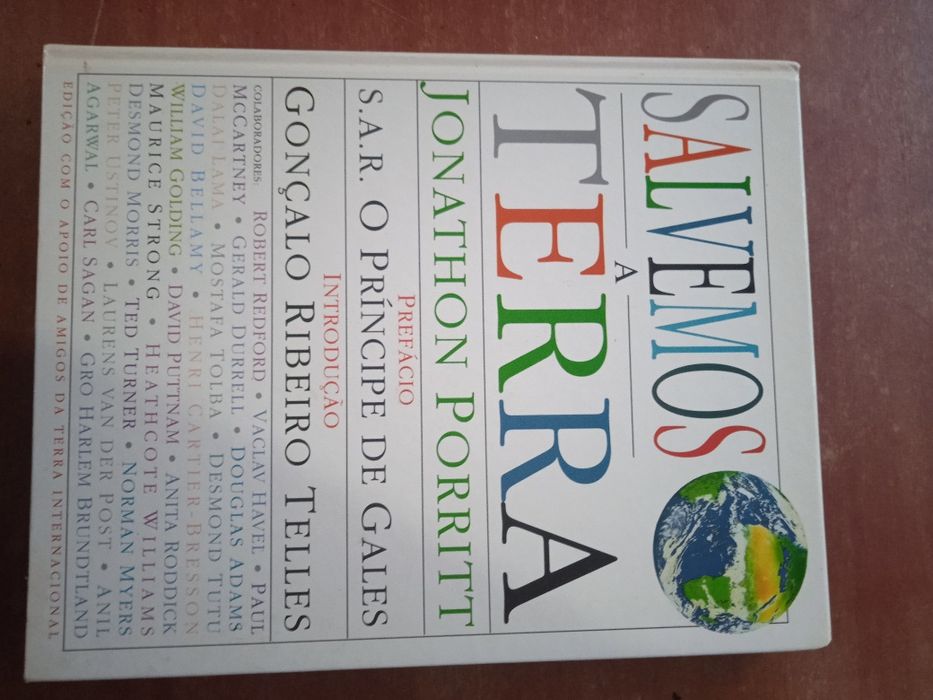 SALVEMOS
A
TERRA
JONATHON PORRITT
PREFÁCIO
S.A.R. O PRÍNCIPE DE GALES
INTRODUÇÀO
GONÇALO RIBEIRO TELLES
COLABORADORES: ROBERT REDFORD • VACLAV HAVEL • PAUL
MCCARTNEY • GERALD DURRELL • DOUGLAS ADAMS
DALAI LAMA • MOSTAFA TOLBA • DESMOND TUTU
DAVID BELLAMY • HENRI CARTIER-BRESSON
WILLIAM GOLDING • DAVID PUTTNAM • ANITA RODDICK
MAURICE STRONG • HEATHCOTE WILLIAMS
DESMOND MORRIS • TED TURNER • NORMAN MYERS
PETER USTINOV • LAURENS VAN DER POST • ANIL
AGARWAL • CARL SAGAN • GRO HARLEM BRUNDTLAND
EDIÇÃO COM O APOIO DE AMIGOS DA TERRA INTERNACIONAL